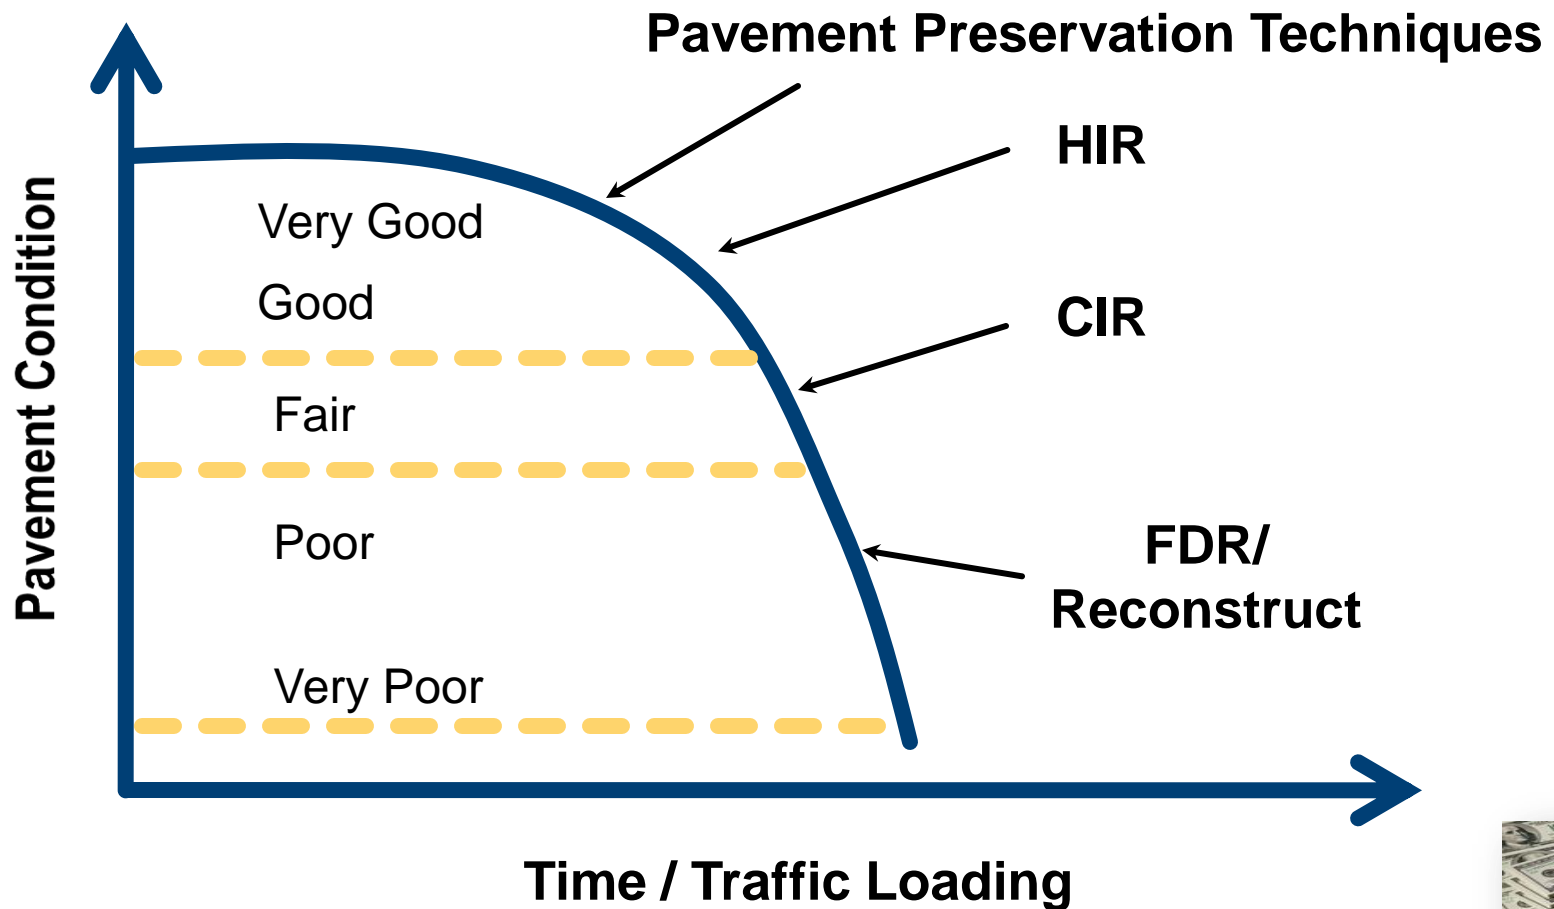 Pavement Preservation Techniques
HIR
Very Good
Good
CIR
Fair
Poor
FDR/
Reconstruct
Very Poor
Pavement Condition
Time / Traffic Loading